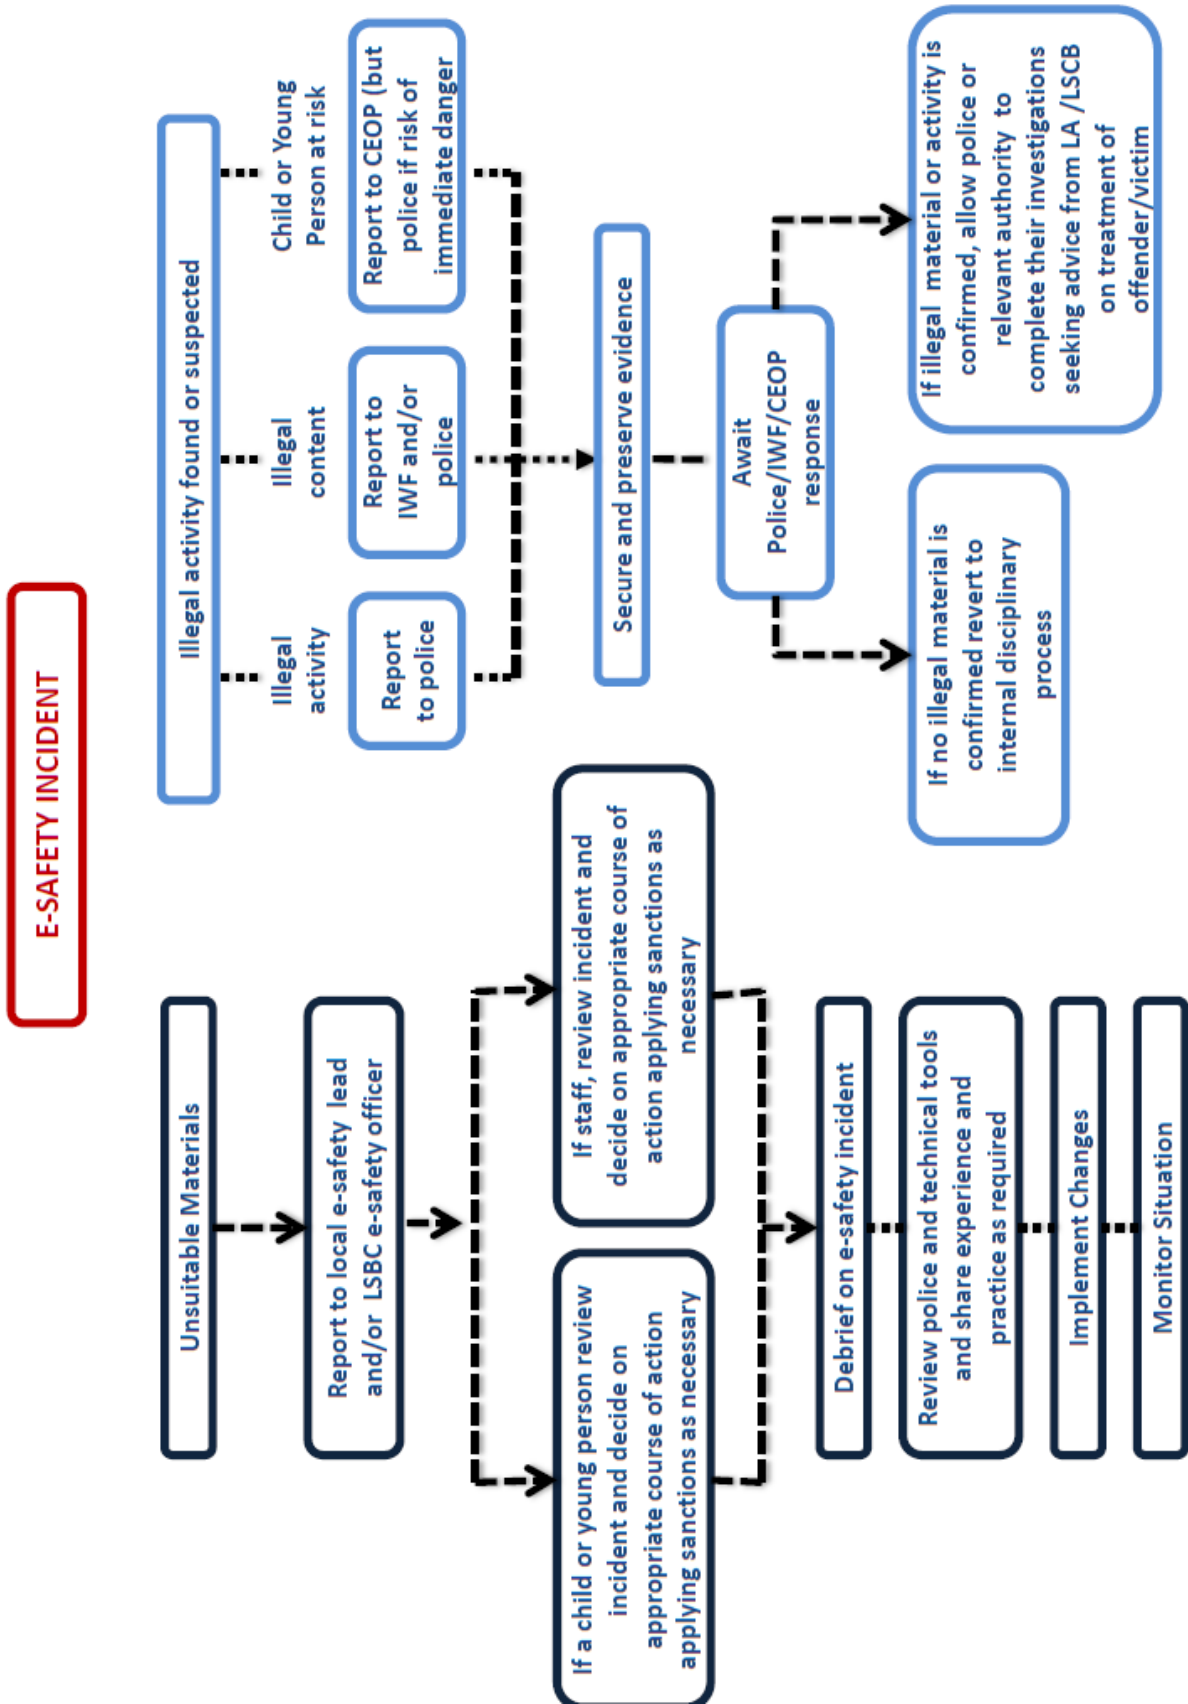 E-SAFETY INCIDENT
Unsuitable Materials
Report to local e-safety lead
and/or LSBC e-safety officer
If a child or young person review
incident and decide on
appropriate course of action
applying sanctions as necessary
If staff, review incident and
decide on appropriate course of
action applying sanctions as
necessary
Debrief on e-safety incident
Review police and technical tools
and share experience and
practice as required
Implement Changes
Monitor Situation
Illegal activity found or suspected
Illegal
activity
Illegal
content
Child or Young
Person at risk
Report
to police
Report to
IWF and/or
police
Report to CEOP (but
police if risk of
immediate danger
Secure and preserve evidence
Await
Police/IWF/CEOP
response
If no illegal material is
confirmed revert to
internal disciplinary
process
If illegal material or activity is
confirmed, allow police or
relevant authority to
complete their investigations
seeking advice from LA /LSCB
on treatment of
offender/victim